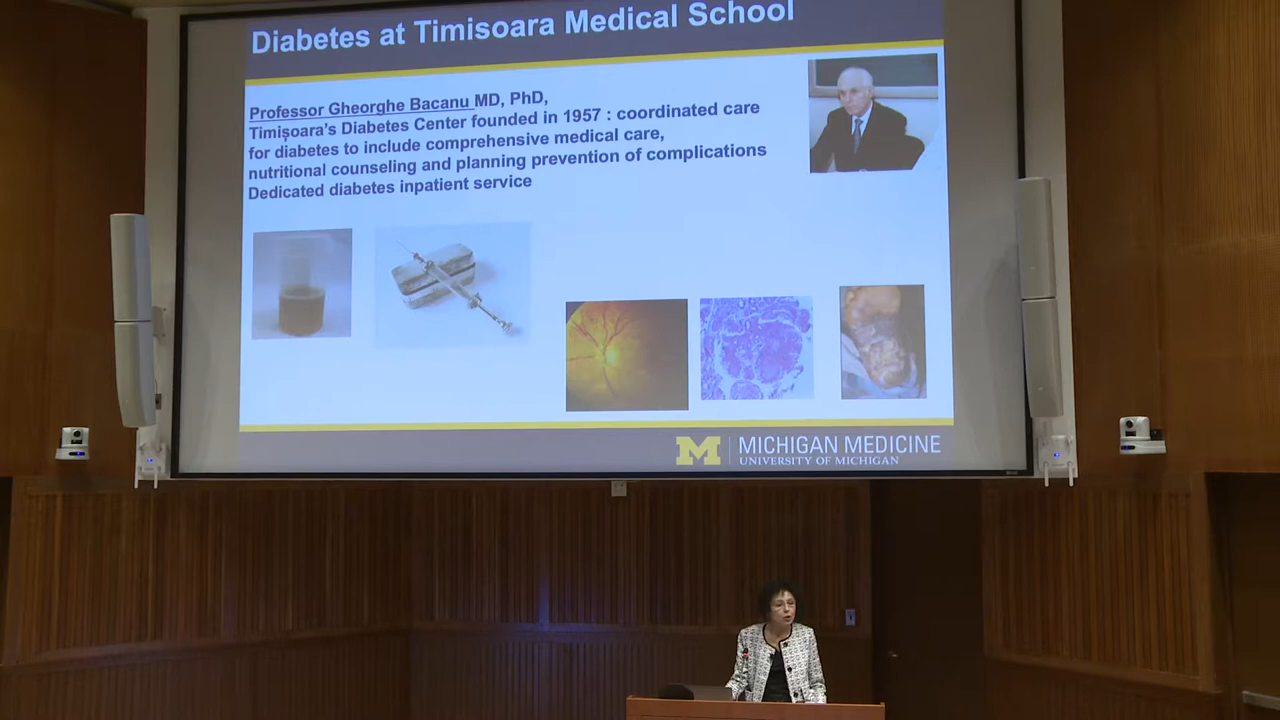 Diabetes at Timisoara Medical School
Professor Gheorghe Bacanu MD, PhD,
Timișoara's Diabetes Center founded in 1957 : coordinated care
for diabetes to include comprehensive medical care,
nutritional counseling and planning prevention of complications
Dedicated diabetes inpatient service
M
MICHIGAN MEDICINE
UNIVERSITY OF MICHIGAN